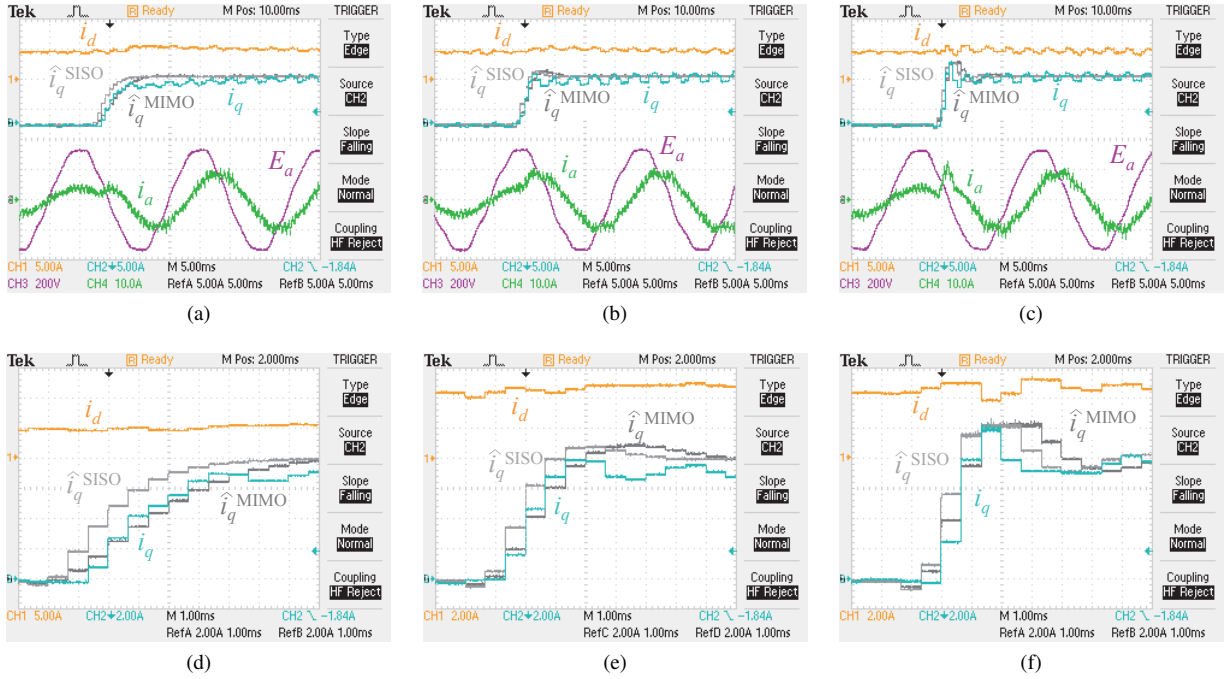 Tek R Ready M Pos: 10.00ms TRIGGER
i_d
Type
Edge
1
î_q^SISO
Source
CH2
î_q^MIMO
i_q
Slope
Falling
E_a
i_a
Mode
Normal
Coupling
HF Reject
CH1 5.00A CH2 5.00A M 5.00ms CH2 −1.84A
CH3 200V CH4 10.0A RefA 5.00A 5.00ms RefB 5.00A 5.00ms
(a)
Tek R Ready M Pos: 10.00ms TRIGGER
i_d
Type
Edge
1
î_q^SISO
Source
CH2
î_q^MIMO
i_q
Slope
Falling
E_a
i_a
Mode
Normal
Coupling
HF Reject
CH1 5.00A CH2 5.00A M 5.00ms CH2 −1.84A
CH3 200V CH4 10.0A RefA 5.00A 5.00ms RefB 5.00A 5.00ms
(b)
Tek R Ready M Pos: 10.00ms TRIGGER
i_d
Type
Edge
1
î_q^SISO
Source
CH2
î_q^MIMO
i_q
Slope
Falling
E_a
i_a
Mode
Normal
Coupling
HF Reject
CH1 5.00A CH2 5.00A M 5.00ms CH2 −1.84A
CH3 200V CH4 10.0A RefA 5.00A 5.00ms RefB 5.00A 5.00ms
(c)
Tek R Ready M Pos: 2.000ms TRIGGER
Type
Edge
i_d
Source
CH2
1
î_q^SISO
î_q^MIMO
Slope
Falling
i_q
Mode
Normal
Coupling
HF Reject
CH1 5.00A CH2 2.00A M 1.00ms CH2 −1.84A
RefA 2.00A 1.00ms RefB 2.00A 1.00ms
(d)
Tek R Ready M Pos: 2.000ms TRIGGER
Type
Edge
i_d
î_q^MIMO
Source
CH2
1
î_q^SISO
Slope
Falling
i_q
Mode
Normal
Coupling
HF Reject
CH1 2.00A CH2 2.00A M 1.00ms CH2 −1.84A
RefC 2.00A 1.00ms RefD 2.00A 1.00ms
(e)
Tek R Ready M Pos: 2.000ms TRIGGER
Type
Edge
i_d
î_q^MIMO
Source
CH2
1
î_q^SISO
Slope
Falling
i_q
Mode
Normal
Coupling
HF Reject
CH1 2.00A CH2 2.00A M 1.00ms CH2 −1.84A
RefA 2.00A 1.00ms RefB 2.00A 1.00ms
(f)